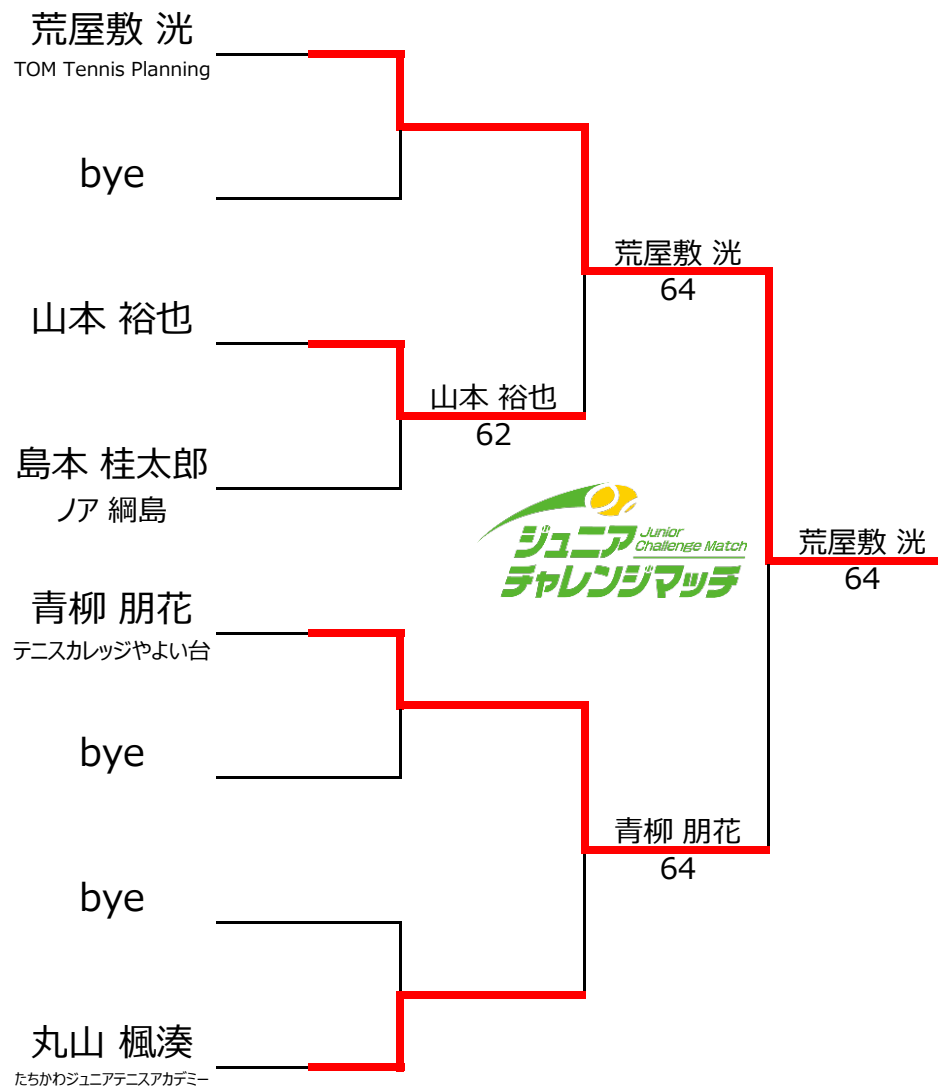 荒屋敷 洸
TOM Tennis Planning
bye
荒屋敷 洸
64
山本 裕也
山本 裕也
62
島本 桂太郎
ノア 綱島
ジュニア
Junior
Challenge Match
チャレンジマッチ
荒屋敷 洸
64
青柳 朋花
テニスカレッジやよい台
bye
青柳 朋花
64
bye
丸山 楓湊
たちかわジュニアテニスアカデミー